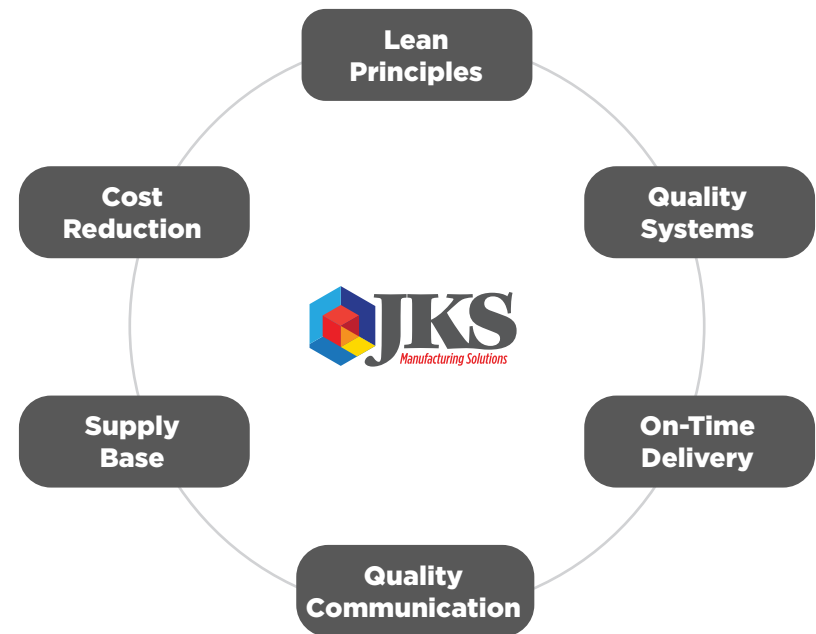 Lean
Principles
Cost
Reduction
Quality
Systems
JKS
Manufacturing Solutions
Supply
Base
On-Time
Delivery
Quality
Communication